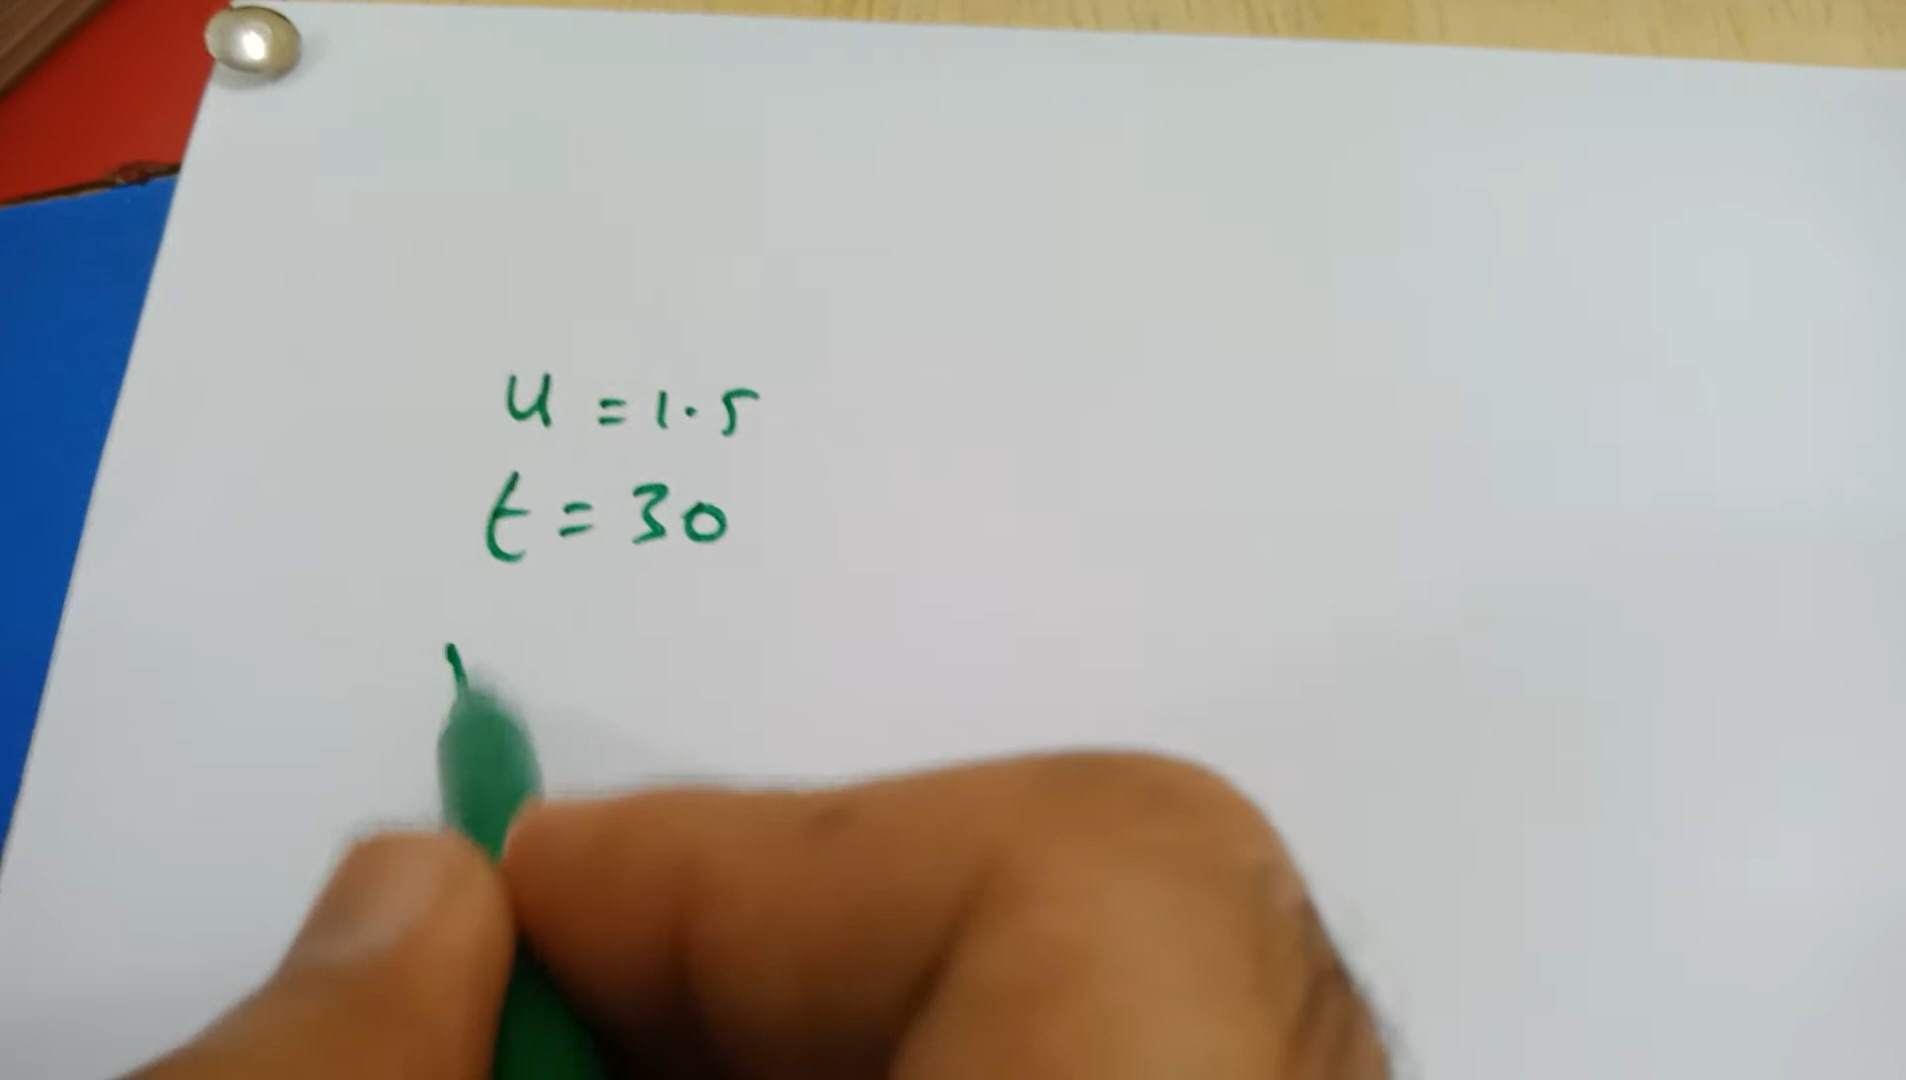 u = 1.5
t = 30